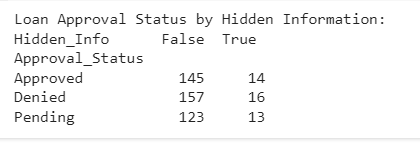 Loan Approval Status by Hidden Information:
Hidden_Info      False  True
Approval_Status
Approved           145    14
Denied             157    16
Pending            123    13